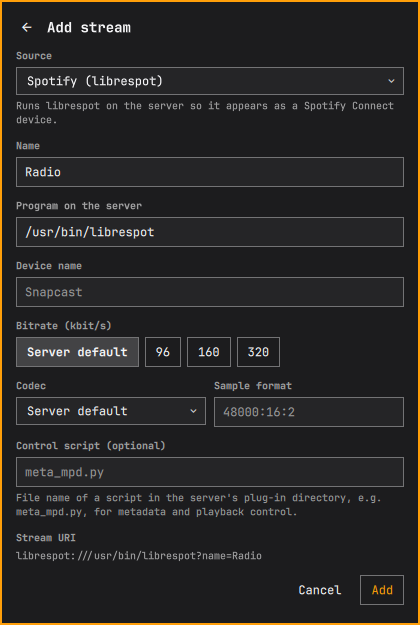 ← Add stream
Source
Spotify (librespot)
Runs librespot on the server so it appears as a Spotify Connect
device.
Name
Radio
Program on the server
/usr/bin/librespot
Device name
Snapcast
Bitrate (kbit/s)
Server default 96 160 320
Codec Sample format
Server default 48000:16:2
Control script (optional)
meta_mpd.py
File name of a script in the server's plug-in directory, e.g.
meta_mpd.py, for metadata and playback control.
Stream URI
librespot:///usr/bin/librespot?name=Radio
Cancel Add